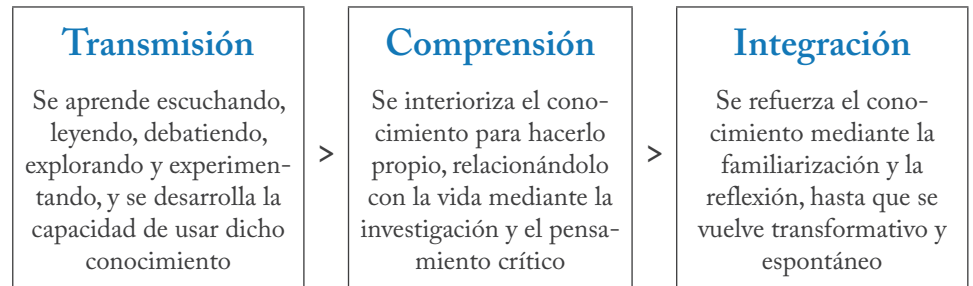 Transmisión
Se aprende escuchando,
leyendo, debatiendo,
explorando y experimen-
tando, y se desarrolla la
capacidad de usar dicho
conocimiento
>
Comprensión
Se interioriza el cono-
cimiento para hacerlo
propio, relacionándolo
con la vida mediante la
investigación y el pensa-
miento crítico
>
Integración
Se refuerza el cono-
cimiento mediante la
familiarización y la
reflexión, hasta que se
vuelve transformativo y
espontáneo